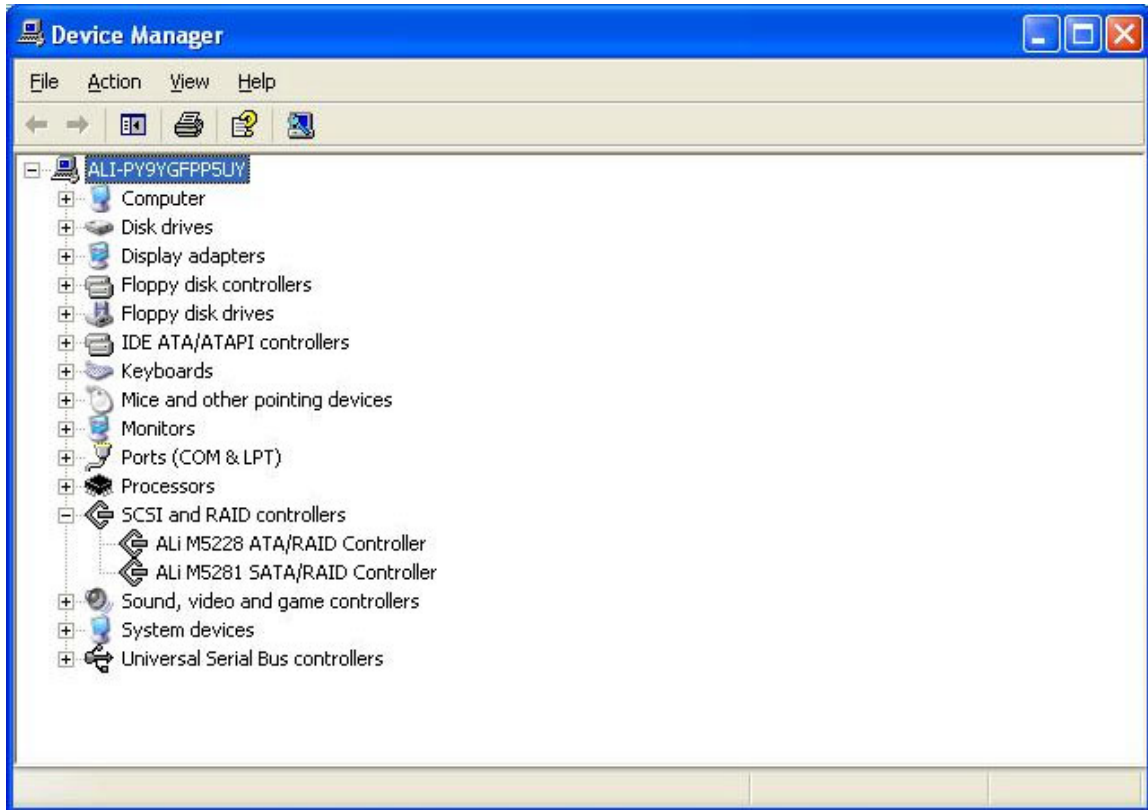 Device Manager
File Action View Help
ALI-PY9YGFPP5UY
Computer
Disk drives
Display adapters
Floppy disk controllers
Floppy disk drives
IDE ATA/ATAPI controllers
Keyboards
Mice and other pointing devices
Monitors
Ports (COM & LPT)
Processors
SCSI and RAID controllers
ALi M5228 ATA/RAID Controller
ALi M5281 SATA/RAID Controller
Sound, video and game controllers
System devices
Universal Serial Bus controllers